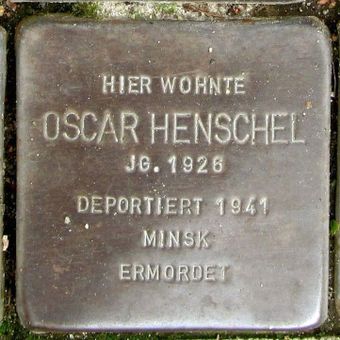 HIER WOHNTE
OSCAR HENSCHEL
JG. 1926
DEPORTIERT 1941
MINSK
ERMORDET